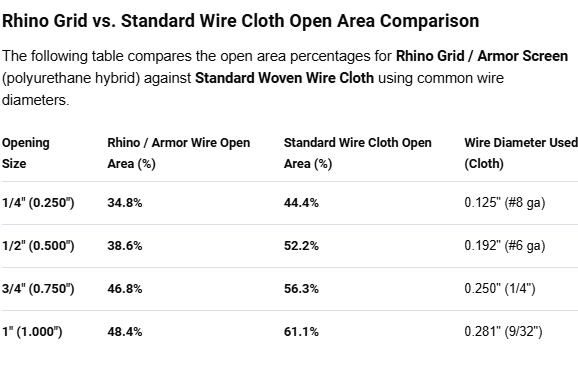 Rhino Grid vs. Standard Wire Cloth Open Area Comparison
The following table compares the open area percentages for Rhino Grid / Armor Screen
(polyurethane hybrid) against Standard Woven Wire Cloth using common wire
diameters.
Opening Size Rhino / Armor Wire Open Area (%) Standard Wire Cloth Open Area (%) Wire Diameter Used (Cloth)
1/4" (0.250") 34.8% 44.4% 0.125" (#8 ga)
1/2" (0.500") 38.6% 52.2% 0.192" (#6 ga)
3/4" (0.750") 46.8% 56.3% 0.250" (1/4")
1" (1.000") 48.4% 61.1% 0.281" (9/32")